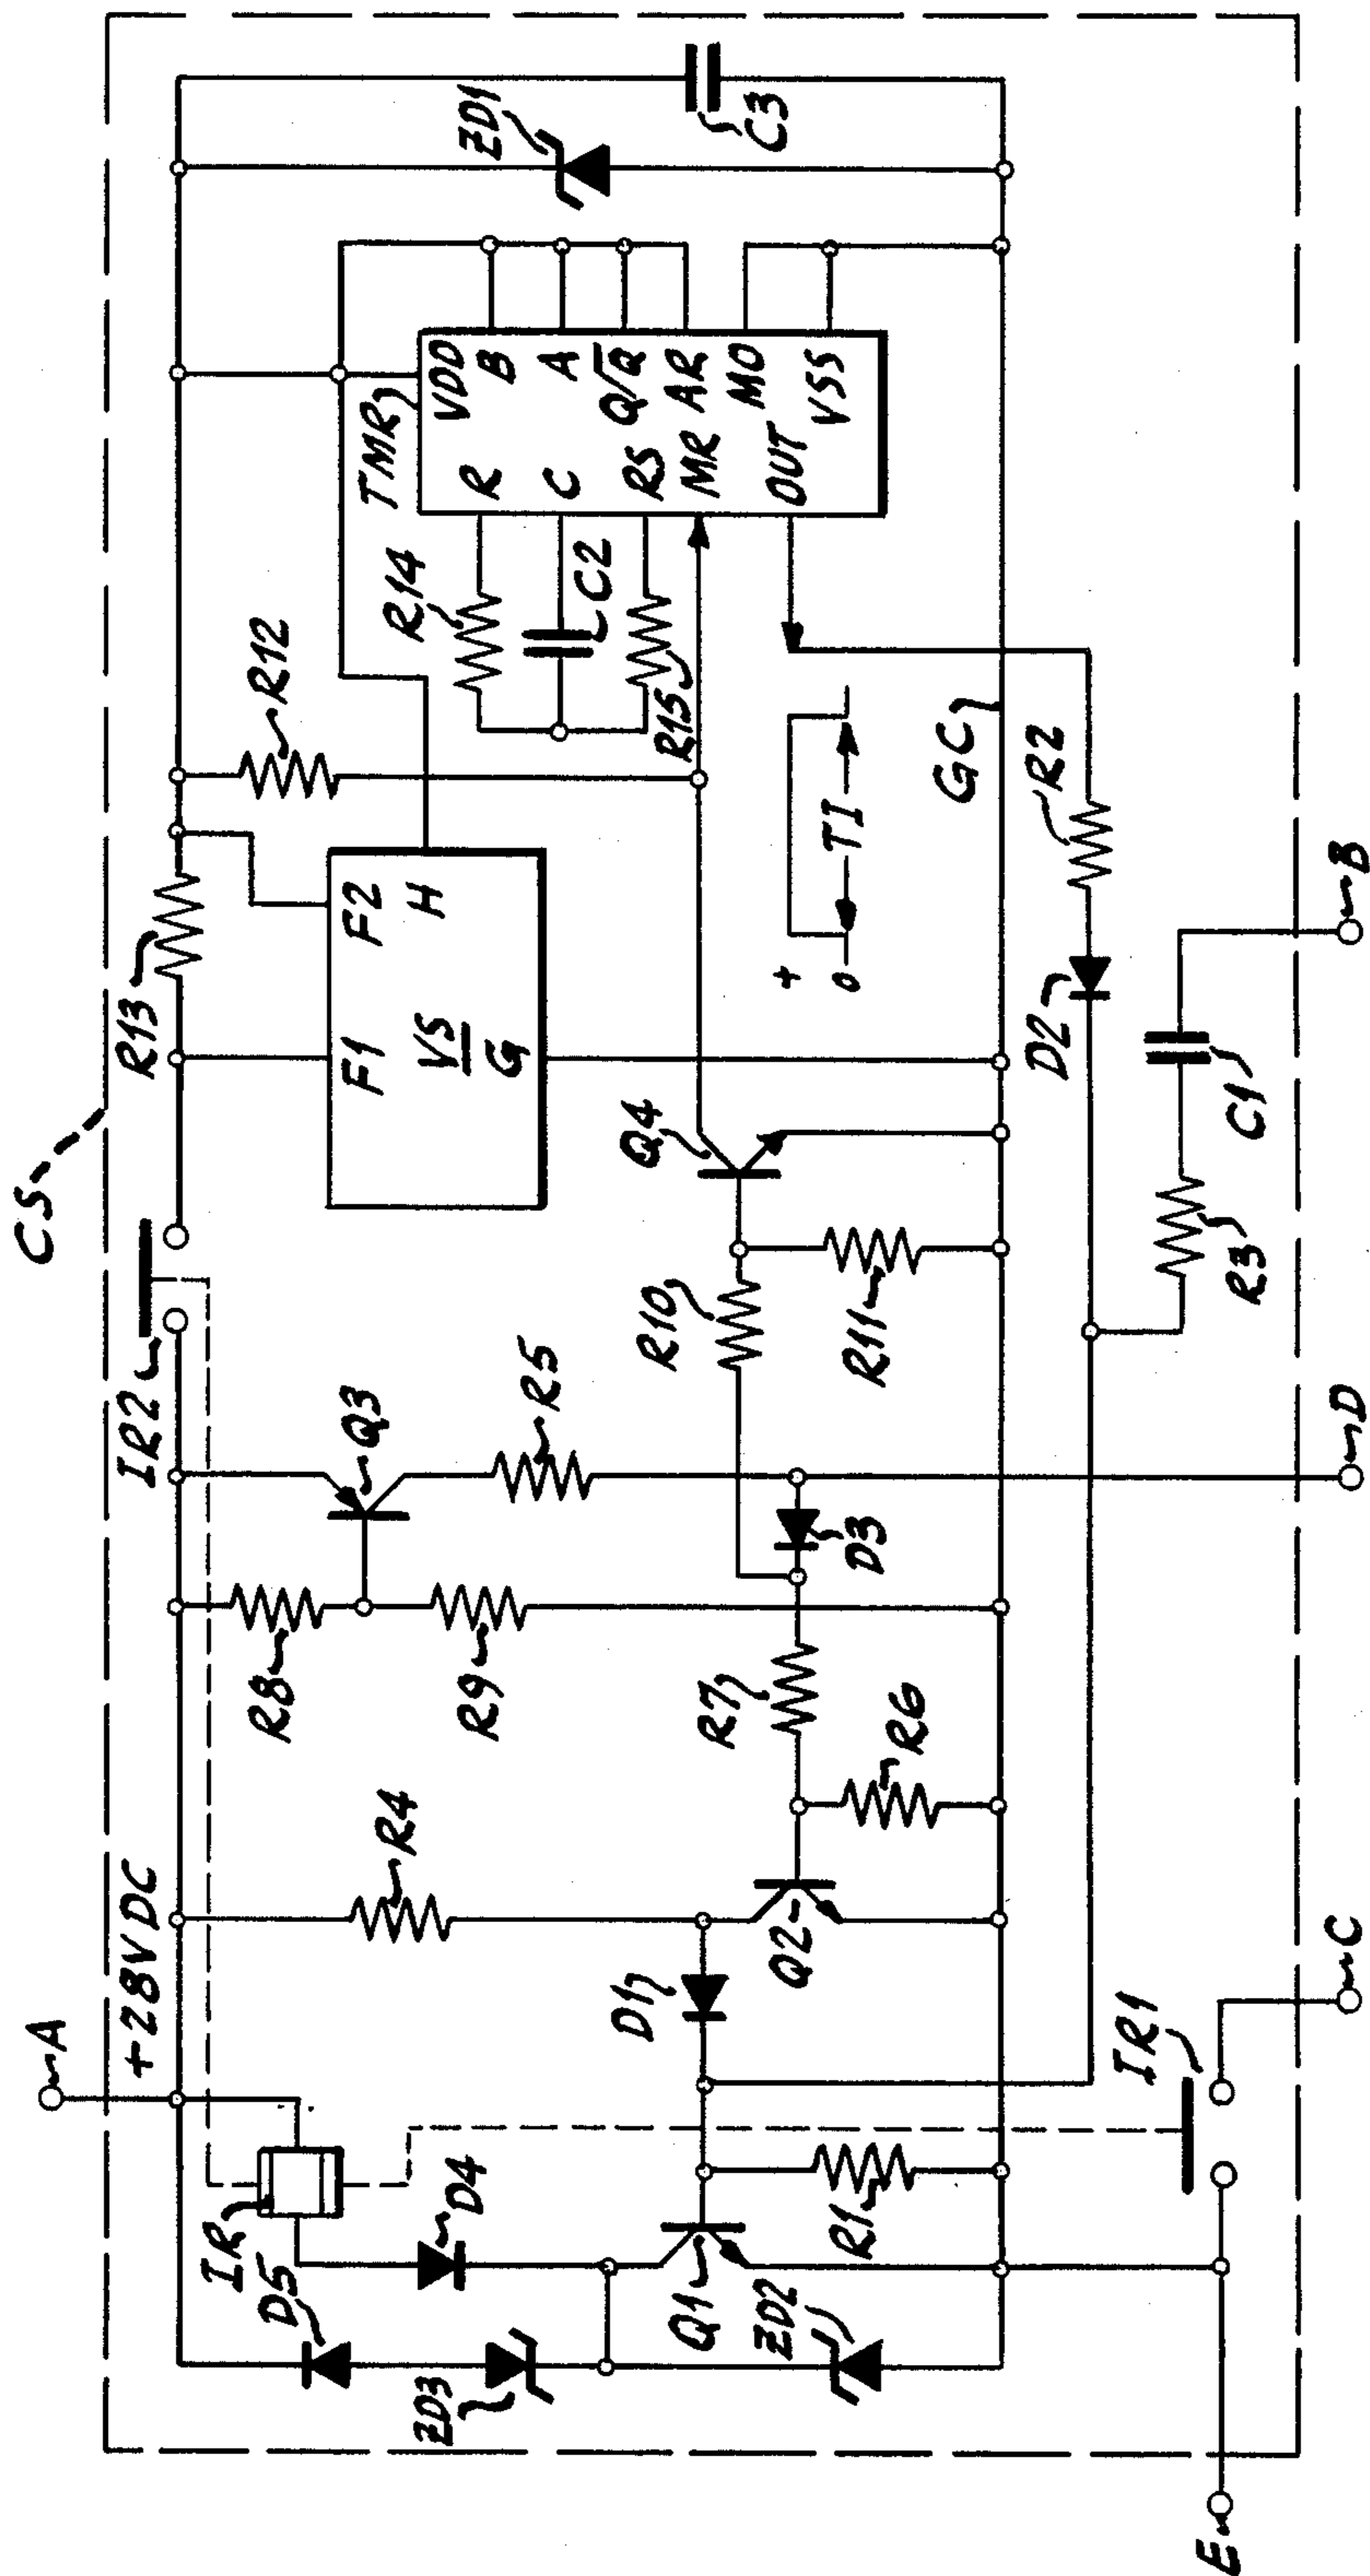 CS
A
+28VDC
IR2
R13
IR
D5
D4
R4
R8
Q3
R9
R5
F1
F2
VS
G
H
R12
R14
TMR
VDD
R
B
C
A
Q/Q̅
RS
AR
MR
MO
OUT
VSS
C2
R15
ZD1
C3
ZD3
Q1
ZD2
R1
D1
Q2
R7
R6
D3
R10
R11
Q4
+
0
TI
GC
R2
D2
C1
R3
IR1
E
C
D
B